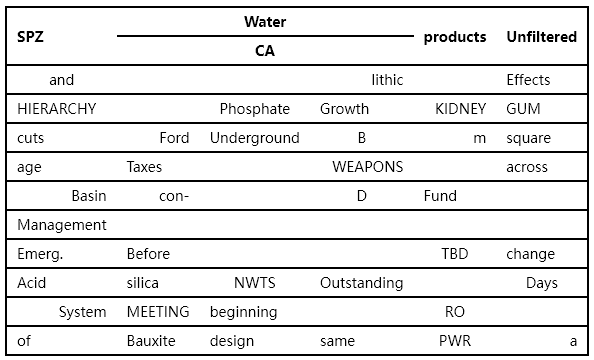 Water
SPZ products Unfiltered
CA
and lithic Effects
HIERARCHY Phosphate Growth KIDNEY GUM
cuts Ford Underground B m square
age Taxes WEAPONS across
Basin con- D Fund
Management
Emerg. Before TBD change
Acid silica NWTS Outstanding Days
System MEETING beginning RO
of Bauxite design same PWR a